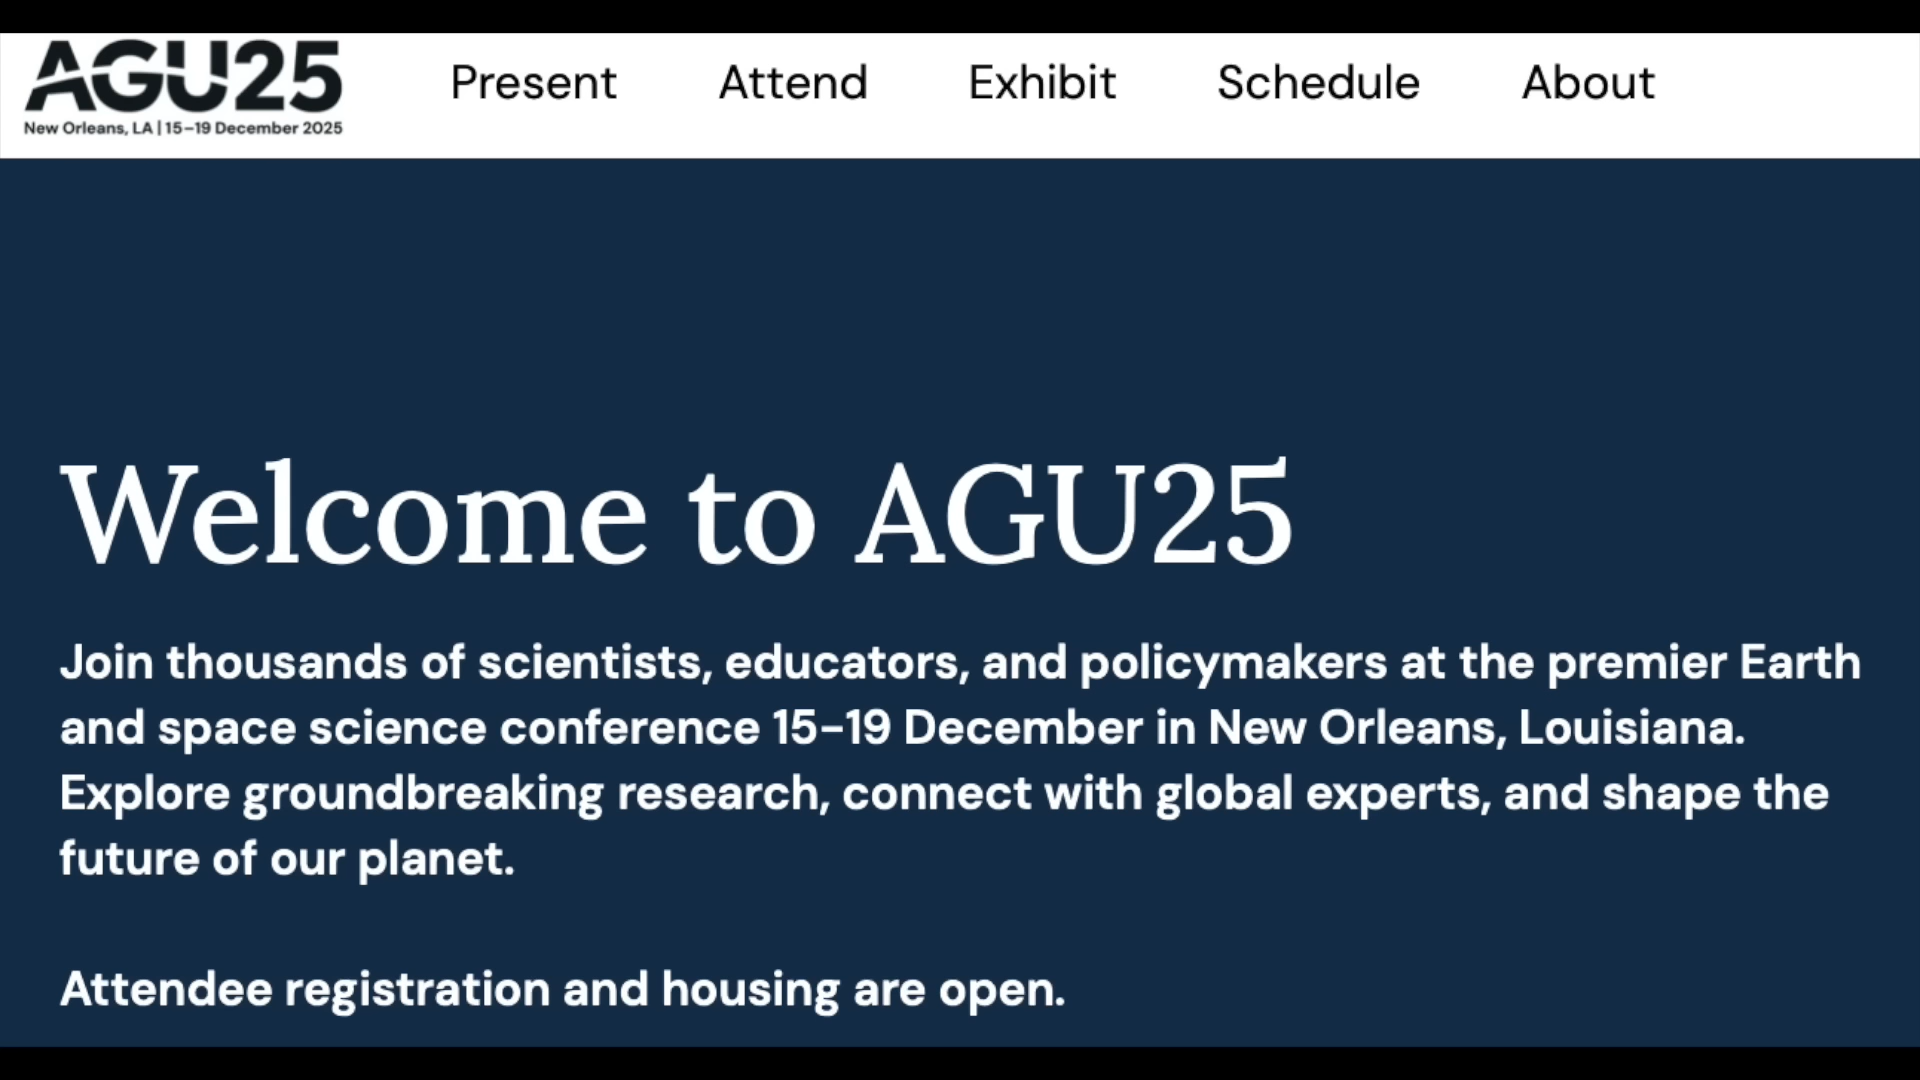 AGU25
New Orleans, LA | 15–19 December 2025
Present
Attend
Exhibit
Schedule
About
Welcome to AGU25
Join thousands of scientists, educators, and policymakers at the premier Earth
and space science conference 15–19 December in New Orleans, Louisiana.
Explore groundbreaking research, connect with global experts, and shape the
future of our planet.
Attendee registration and housing are open.